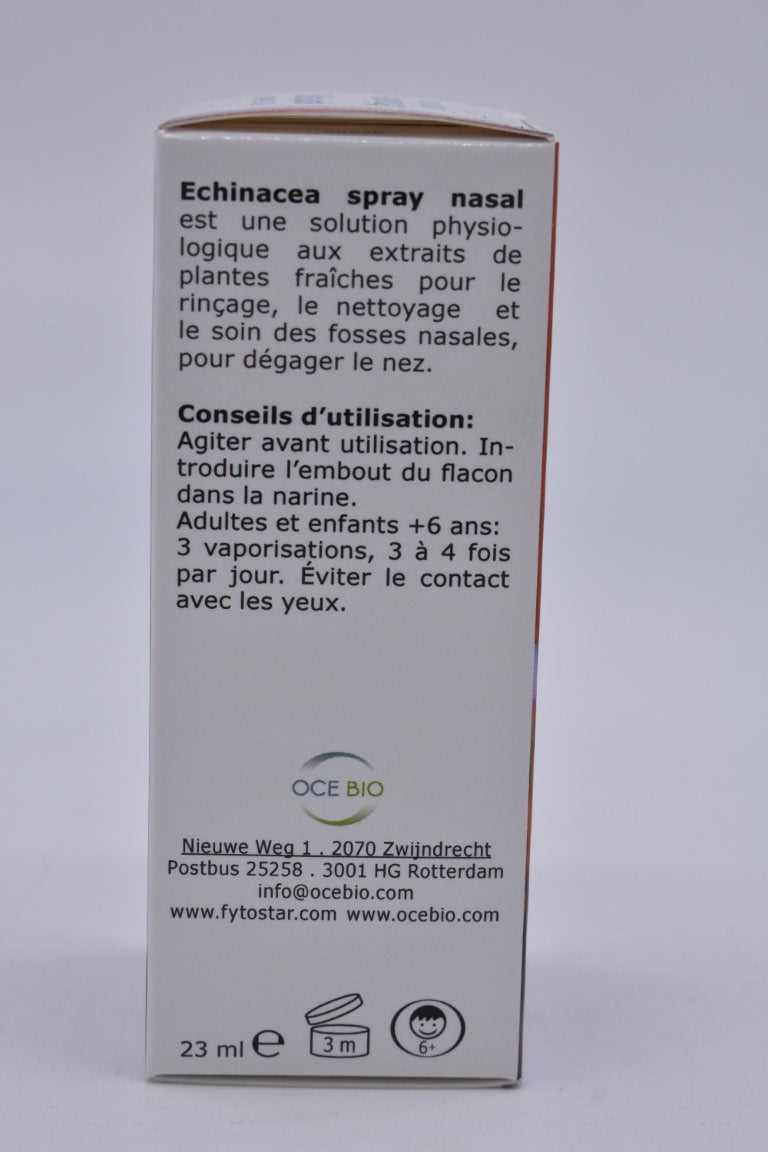 Echinacea spray nasal
est une solution physio-
logique aux extraits de
plantes fraîches pour le
rinçage, le nettoyage et
le soin des fosses nasales,
pour dégager le nez.
Conseils d’utilisation:
Agiter avant utilisation. In-
troduire l’embout du flacon
dans la narine.
Adultes et enfants +6 ans:
3 vaporisations, 3 à 4 fois
par jour. Éviter le contact
avec les yeux.
OCE BIO
Nieuwe Weg 1 . 2070 Zwijndrecht
Postbus 25258 . 3001 HG Rotterdam
info@ocebio.com
www.fytostar.com www.ocebio.com
23 ml e 3 m 6+